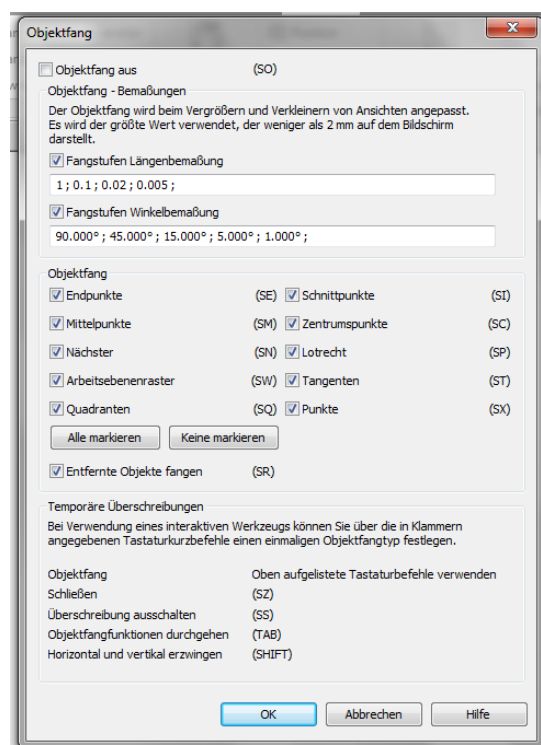 Objektfang
Objektfang aus (SO)
Objektfang - Bemaßungen
Der Objektfang wird beim Vergrößern und Verkleinern von Ansichten angepasst.
Es wird der größte Wert verwendet, der weniger als 2 mm auf dem Bildschirm
darstellt.
Fangstufen Längenbemaßung
1 ; 0.1 ; 0.02 ; 0.005 ;
Fangstufen Winkelbemaßung
90.000° ; 45.000° ; 15.000° ; 5.000° ; 1.000° ;
Objektfang
Endpunkte (SE) Schnittpunkte (SI)
Mittelpunkte (SM) Zentrumspunkte (SC)
Nächster (SN) Lotrecht (SP)
Arbeitsebenenraster (SW) Tangenten (ST)
Quadranten (SQ) Punkte (SX)
Alle markieren Keine markieren
Entfernte Objekte fangen (SR)
Temporäre Überschreibungen
Bei Verwendung eines interaktiven Werkzeugs können Sie über die in Klammern
angegebenen Tastaturkurzbefehle einen einmaligen Objektfangtyp festlegen.
Objektfang Oben aufgelistete Tastaturbefehle verwenden
Schließen (SZ)
Überschreibung ausschalten (SS)
Objektfangfunktionen durchgehen (TAB)
Horizontal und vertikal erzwingen (SHIFT)
OK Abbrechen Hilfe